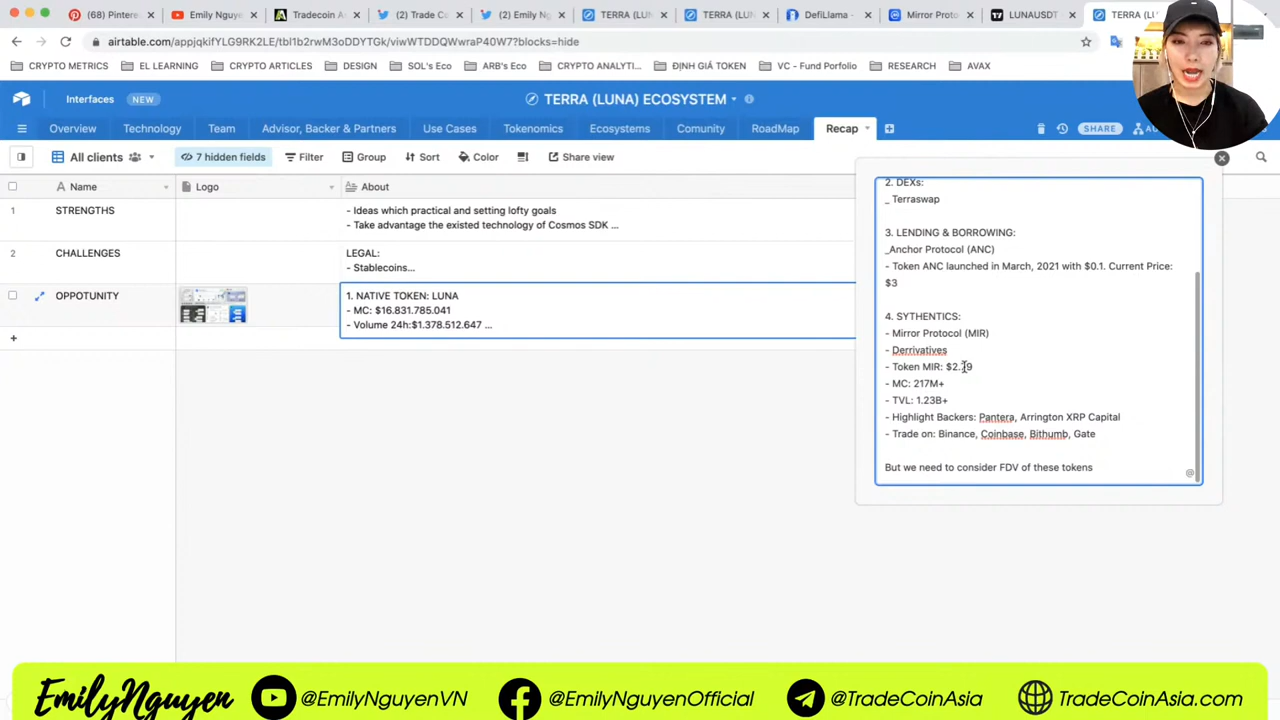 (68) Pinteres
Emily Nguye
Tradecoin A
(2) Trade C
(2) Emily N
TERRA (LUN
TERRA (LUN
DefiLlama -
Mirror Proto
LUNAUSDT
TERRA (LU
airtable.com/appjqkifYLG9RK2LE/tbl1b2rwM3oDDYTGk/viwWTDDQWwraP40W7?blocks=hide
CRYPTO METRICS
EL LEARNING
CRYPTO ARTICLES
DESIGN
SOL's Eco
ARB's Eco
CRYPTO ANALYTI...
ĐỊNH GIÁ TOKEN
VC - Fund Porfolio
RESEARCH
AVAX
Interfaces
NEW
TERRA (LUNA) ECOSYSTEM
Overview
Technology
Team
Advisor, Backer & Partners
Use Cases
Tokenomics
Ecosystems
Comunity
RoadMap
Recap
SHARE
All clients
7 hidden fields
Filter
Group
Sort
Color
Share view
Name
Logo
About
1
STRENGTHS
- Ideas which practical and setting lofty goals
- Take advantage the existed technology of Cosmos SDK ...
2
CHALLENGES
LEGAL:
- Stablecoins...
3
OPPOTUNITY
1. NATIVE TOKEN: LUNA
- MC: $16.831.785.041
- Volume 24h:$1.378.512.647 ...
2. DEXs:
_ Terraswap
3. LENDING & BORROWING:
_Anchor Protocol (ANC)
- Token ANC launched in March, 2021 with $0.1. Current Price:
$3
4. SYTHENTICS:
- Mirror Protocol (MIR)
- Derrivatives
- Token MIR:
- MC: 217M+
- TVL: 1.23B+
- Highlight Backers: Pantera, Arrington XRP Capital
- Trade on: Binance, Coinbase, Bithumb, Gate
But we need to consider FDV of these tokens
EmilyNguyen
@EmilyNguyenVN
@EmilyNguyenOfficial
@TradeCoinAsia
TradeCoinAsia.com